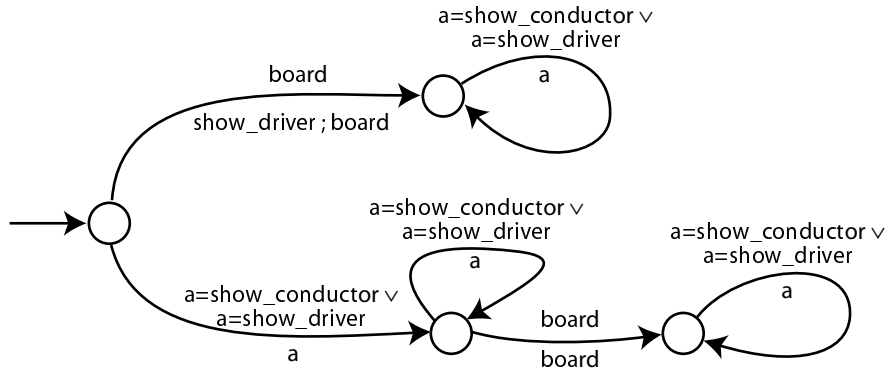 a=show_conductor ∨
a=show_driver
a
board
show_driver ; board
a=show_conductor ∨
a=show_driver
a
a=show_conductor ∨
a=show_driver
a
a=show_conductor ∨
a=show_driver
a
board
board